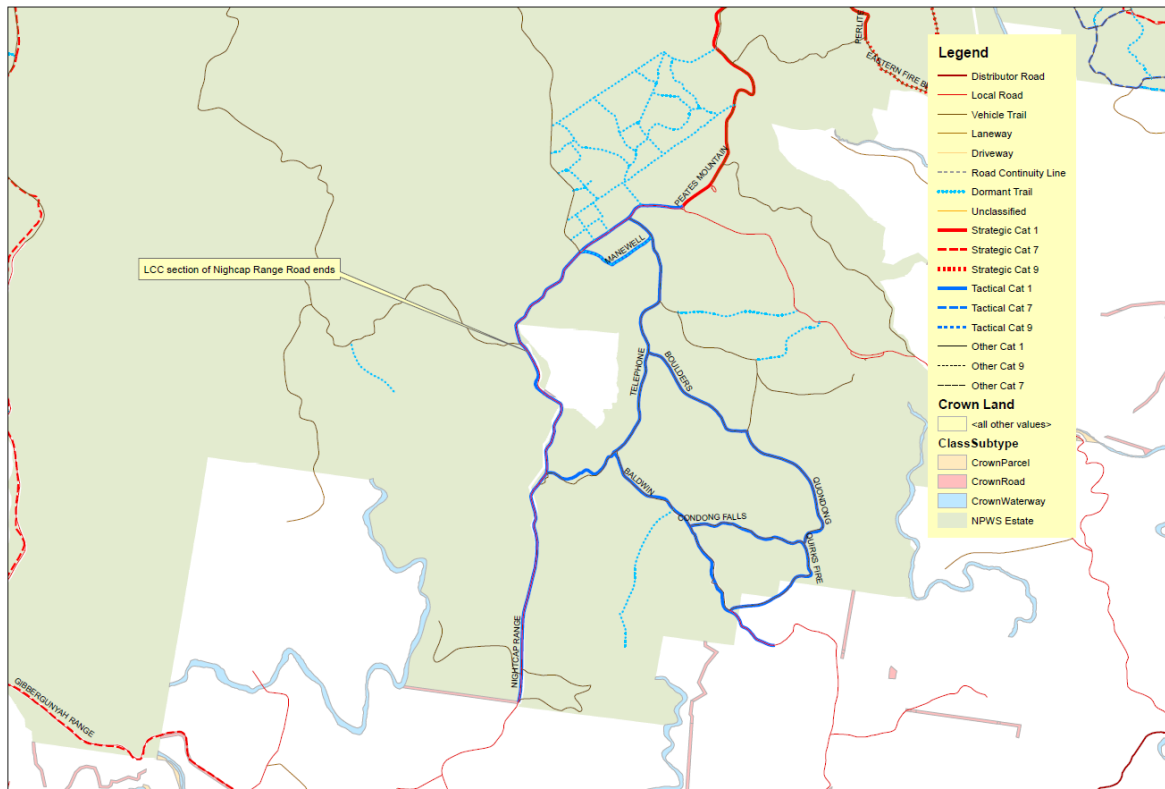 PERLITE
EASTERN FIRE B
Legend
Distributor Road
Local Road
Vehicle Trail
Laneway
Driveway
Road Continuity Line
Dormant Trail
Unclassified
Strategic Cat 1
Strategic Cat 7
Strategic Cat 9
Tactical Cat 1
Tactical Cat 7
Tactical Cat 9
Other Cat 1
Other Cat 9
Other Cat 7
Crown Land
<all other values>
ClassSubtype
CrownParcel
CrownRoad
CrownWaterway
NPWS Estate
PEATES MOUNTAIN
MANEWELL
LCC section of Nighcap Range Road ends
TELEPHONE
BOULDERS
BALDWIN
QUONDONG
CONDONG FALLS
QUIRKS FIRE
NIGHTCAP RANGE
GIBBERGUNYAH RANGE